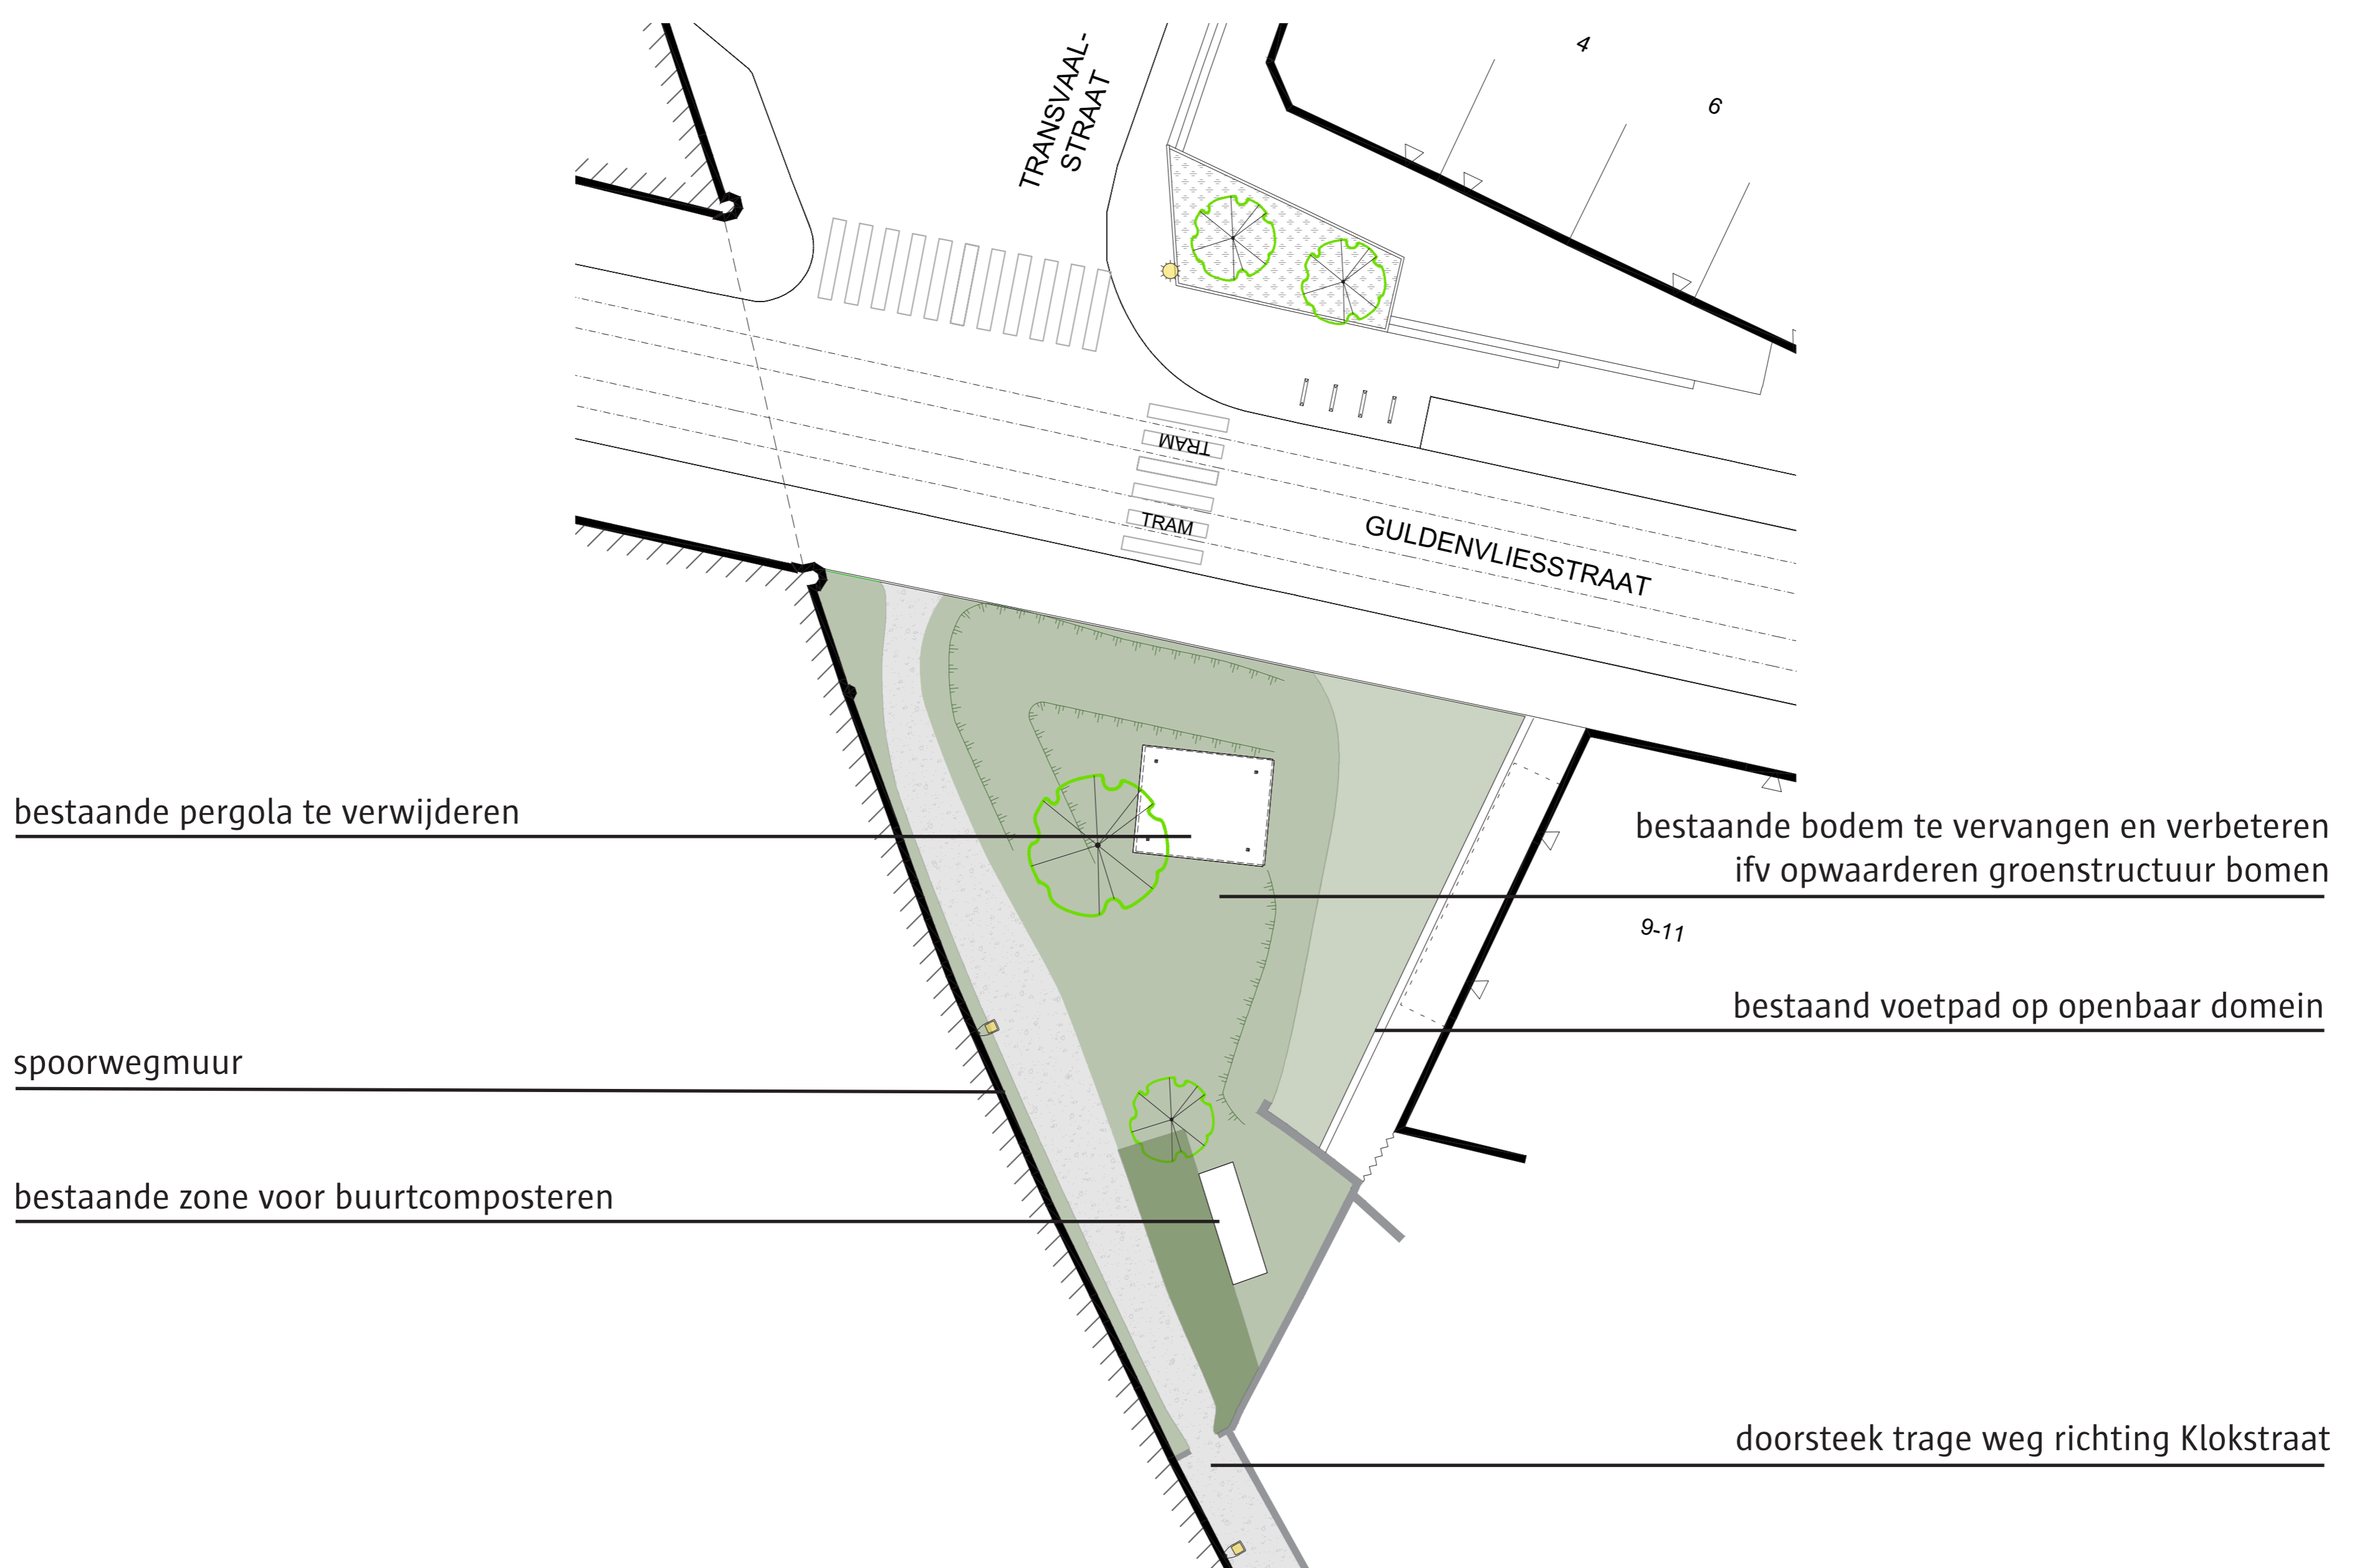 TRANSVAAL-
STRAAT
4
6
TRAM
TRAM
GULDENVLIESSTRAAT
bestaande pergola te verwijderen
bestaande bodem te vervangen en verbeteren
ifv opwaarderen groenstructuur bomen
9-11
bestaand voetpad op openbaar domein
spoorwegmuur
bestaande zone voor buurtcomposteren
doorsteek trage weg richting Klokstraat